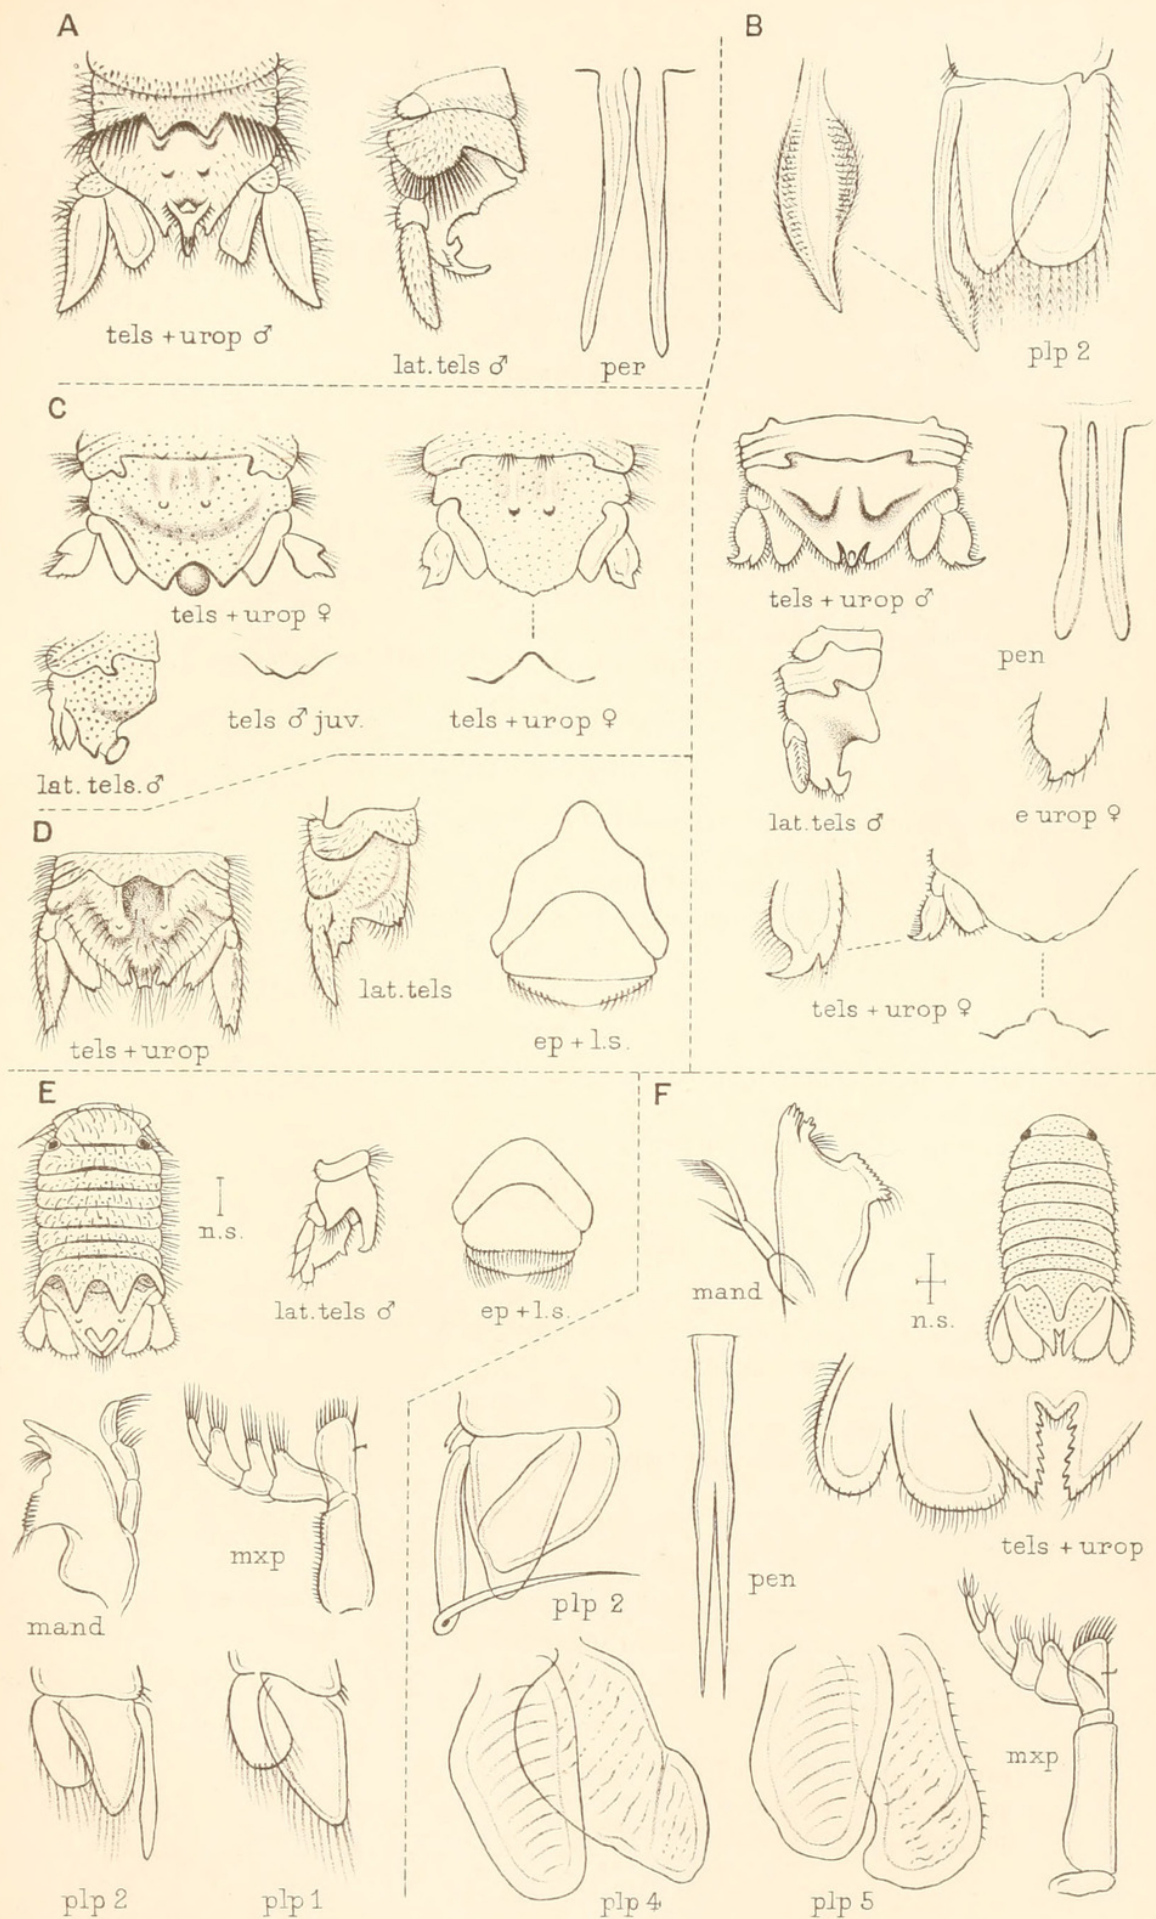 A
tels + urop ♂
lat. tels ♂
per
B
plp 2
tels + urop ♂
pen
lat. tels ♂
e urop ♀
tels + urop ♀
C
tels + urop ♀
lat. tels. ♂
tels ♂ juv.
tels + urop ♀
D
tels + urop
lat. tels
ep + l.s.
E
n.s.
lat. tels ♂
ep + l.s.
mand
mxp
plp 2
plp 1
F
mand
n.s.
plp 2
pen
tels + urop
plp 4
plp 5
mxp